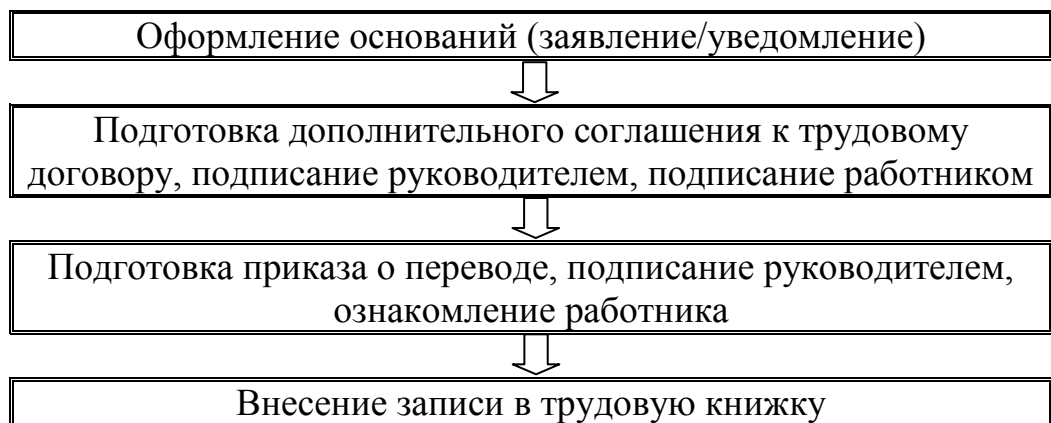 Оформление оснований (заявление/уведомление)
Подготовка дополнительного соглашения к трудовому
договору, подписание руководителем, подписание работником
Подготовка приказа о переводе, подписание руководителем,
ознакомление работника
Внесение записи в трудовую книжку